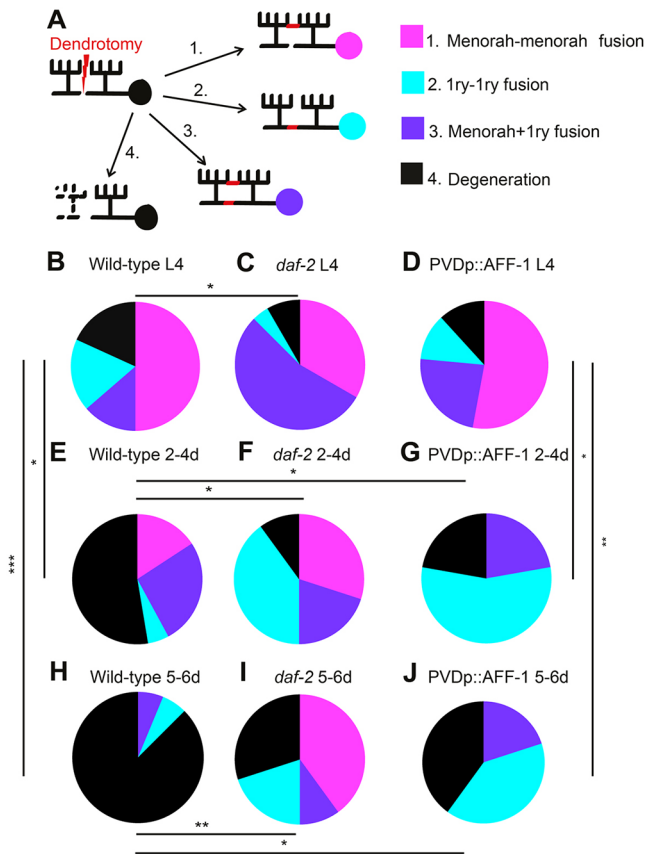 A
Dendrotomy
1.
2.
3.
4.
1. Menorah-menorah fusion
2. 1ry-1ry fusion
3. Menorah+1ry fusion
4. Degeneration
B Wild-type L4
C daf-2 L4
D PVDp::AFF-1 L4
*
E Wild-type 2-4d
F daf-2 2-4d
G PVDp::AFF-1 2-4d
*
*
*
*
***
**
H Wild-type 5-6d
I daf-2 5-6d
J PVDp::AFF-1 5-6d
**
*